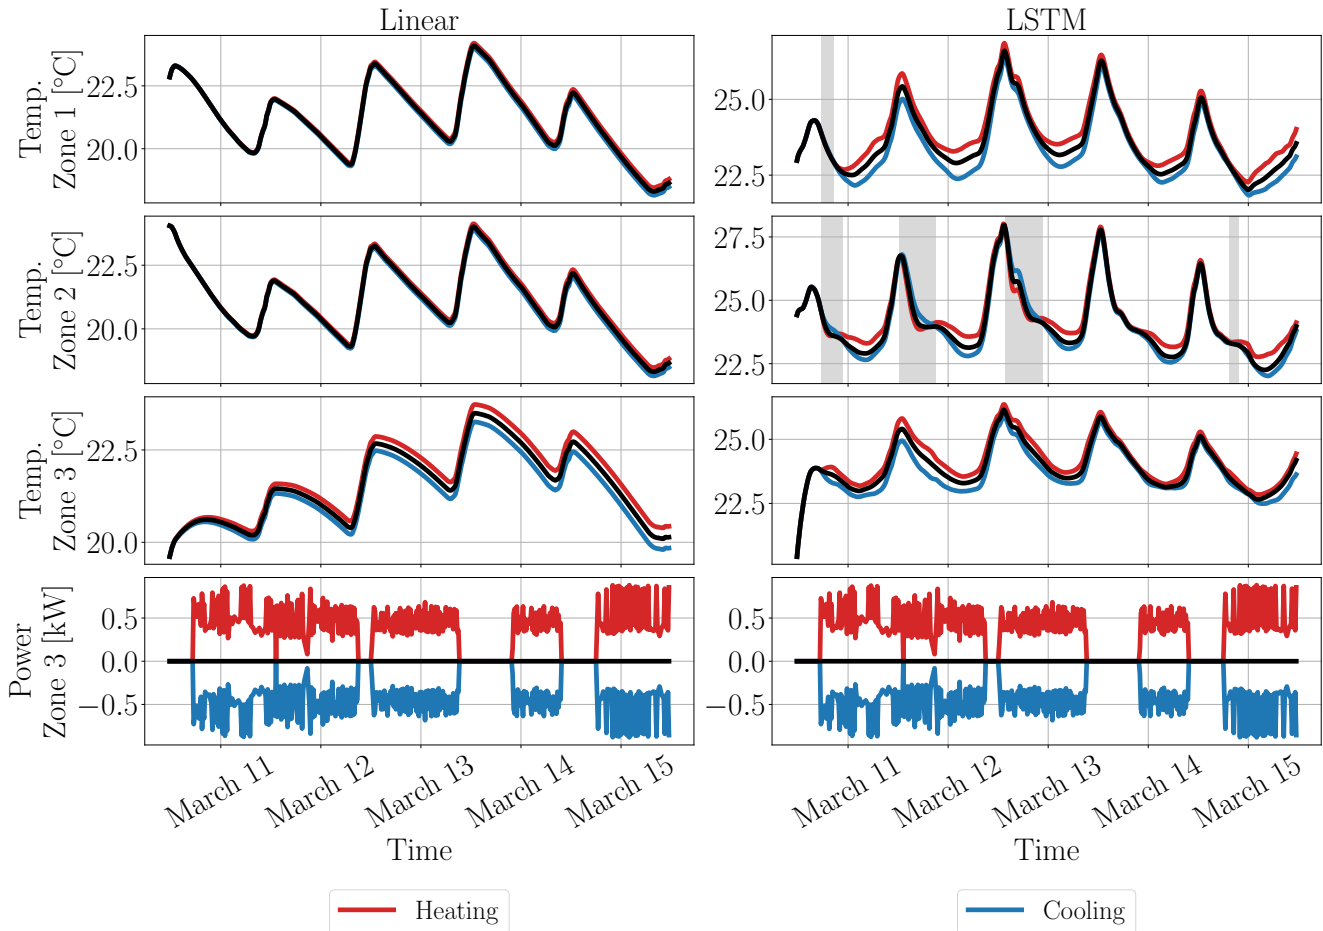 Linear
LSTM
Temp.
Zone 1 [°C]
22.5
20.0
25.0
22.5
Temp.
Zone 2 [°C]
22.5
20.0
27.5
25.0
22.5
Temp.
Zone 3 [°C]
22.5
20.0
25.0
22.5
Power
Zone 3 [kW]
0.5
0.0
−0.5
0.5
0.0
−0.5
March 11
March 12
March 13
March 14
March 15
March 11
March 12
March 13
March 14
March 15
Time
Time
Heating
Cooling